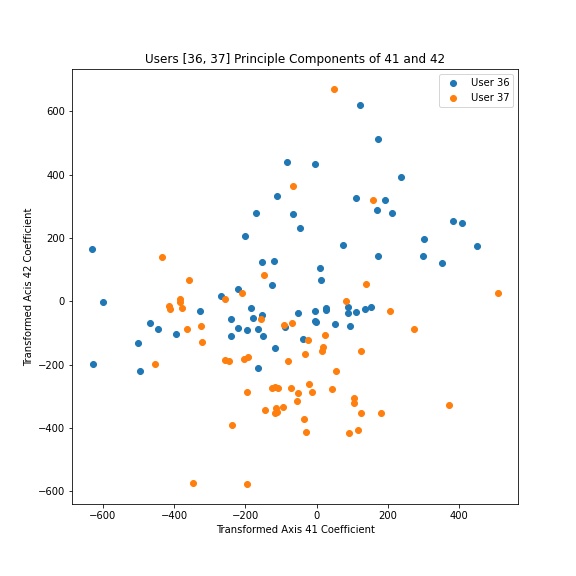 Users [36, 37] Principle Components of 41 and 42
User 36
User 37
Transformed Acis 42 Coefficient
600
400
200
0
−200
−400
−600
−600 −400 −200 0 200 400
Transformed Axis 41 Coefficient